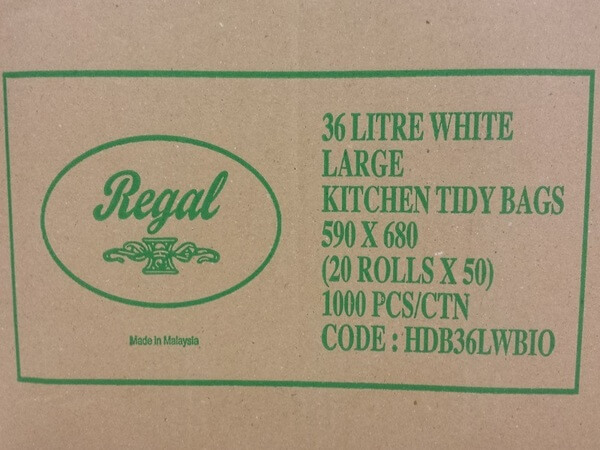 Regal
Made in Malaysia
36 LITRE WHITE
LARGE
KITCHEN TIDY BAGS
590 X 680
(20 ROLLS X 50)
1000 PCS/CTN
CODE : HDB36LWBIO